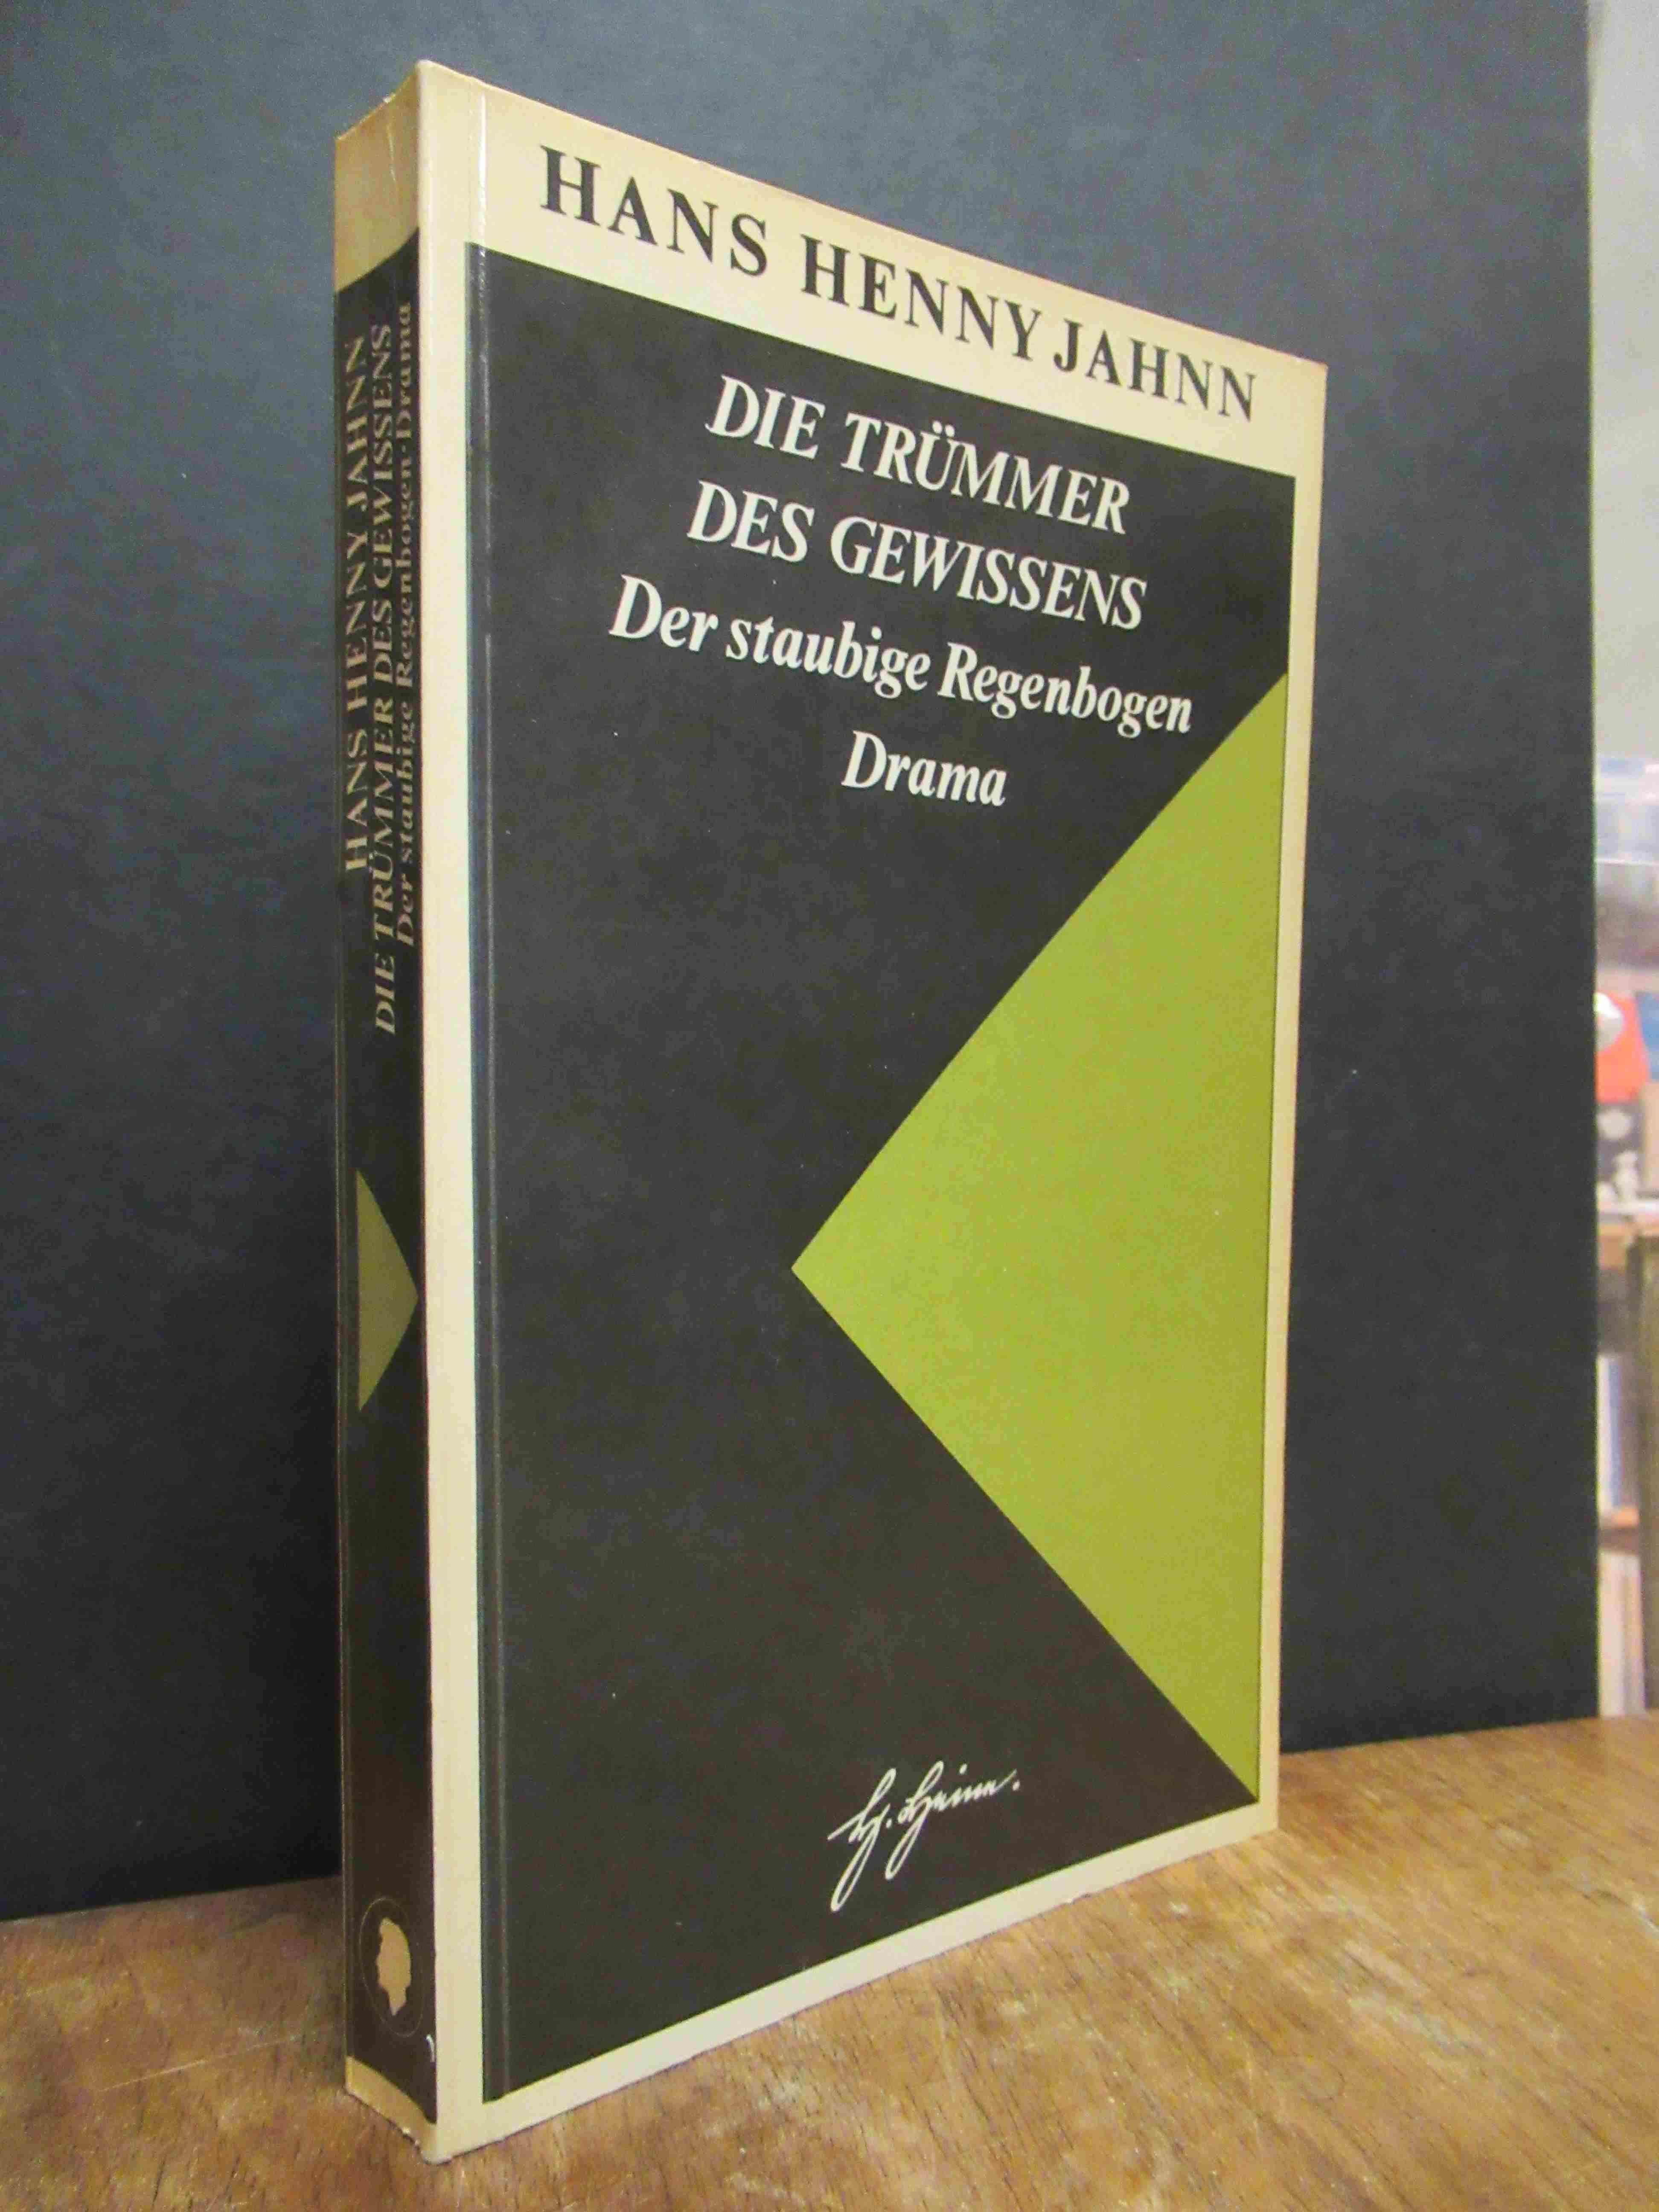 HANS HENNY JAHNN
DIE TRÜMMER
DES GEWISSENS
Der staubige Regenbogen
Drama
H. Heine.
HANS HENNY JAHNN
DIE TRÜMMER DES GEWISSENS
Der staubige Regenbogen-Drama